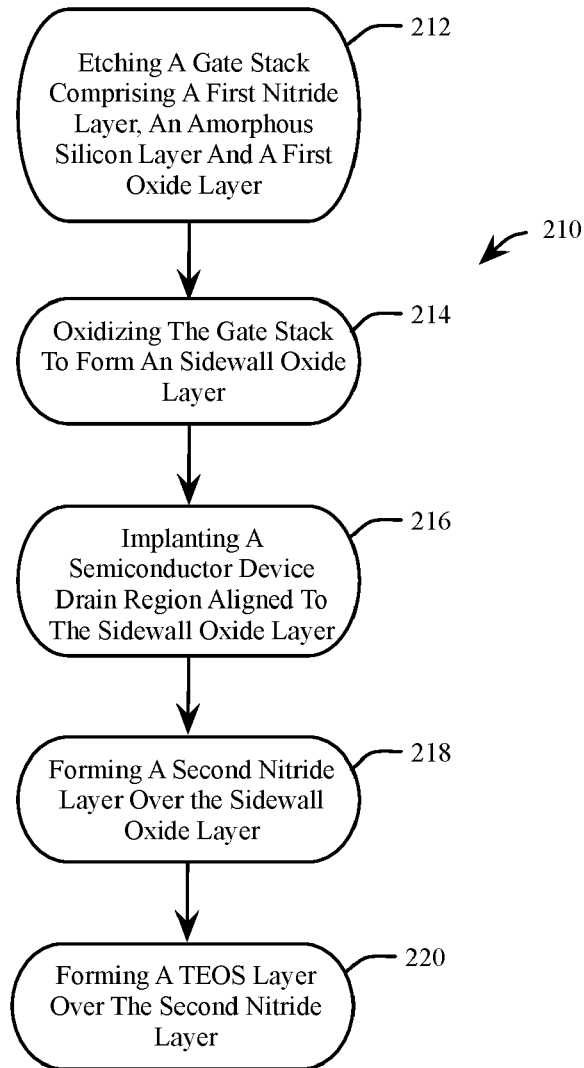 212
Etching A Gate Stack
Comprising A First Nitride
Layer, An Amorphous
Silicon Layer And A First
Oxide Layer
210
214
Oxidizing The Gate Stack
To Form An Sidewall Oxide
Layer
216
Implanting A
Semiconductor Device
Drain Region Aligned To
The Sidewall Oxide Layer
218
Forming A Second Nitride
Layer Over the Sidewall
Oxide Layer
220
Forming A TEOS Layer
Over The Second Nitride
Layer